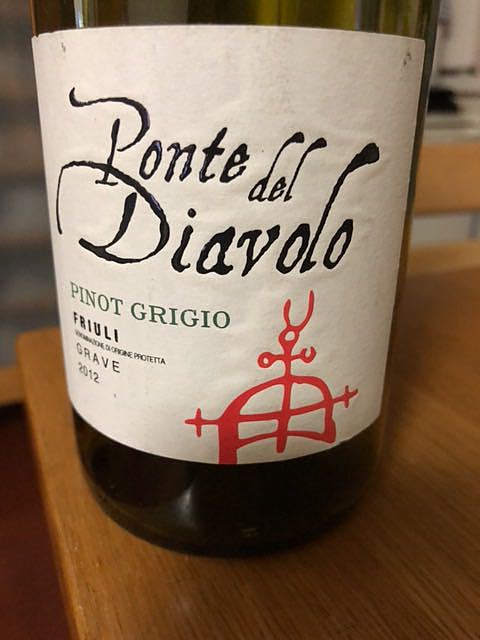 Ponte del
Diavolo
PINOT GRIGIO
FRIULI
DENOMINAZIONE DI ORIGINE PROTETTA
GRAVE
2012